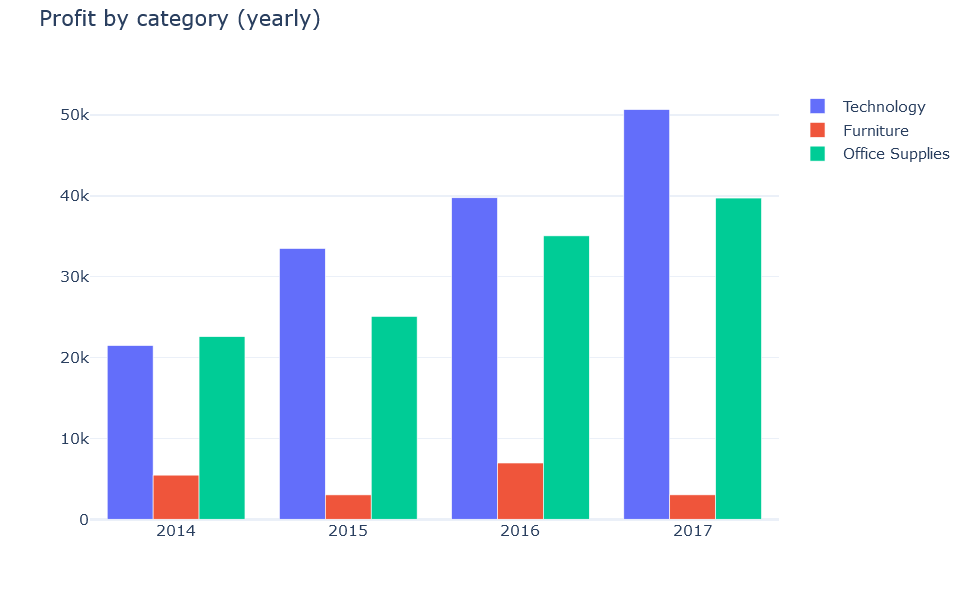 Profit by category (yearly)
50k
40k
30k
20k
10k
0
2014 2015 2016 2017
Technology
Furniture
Office Supplies